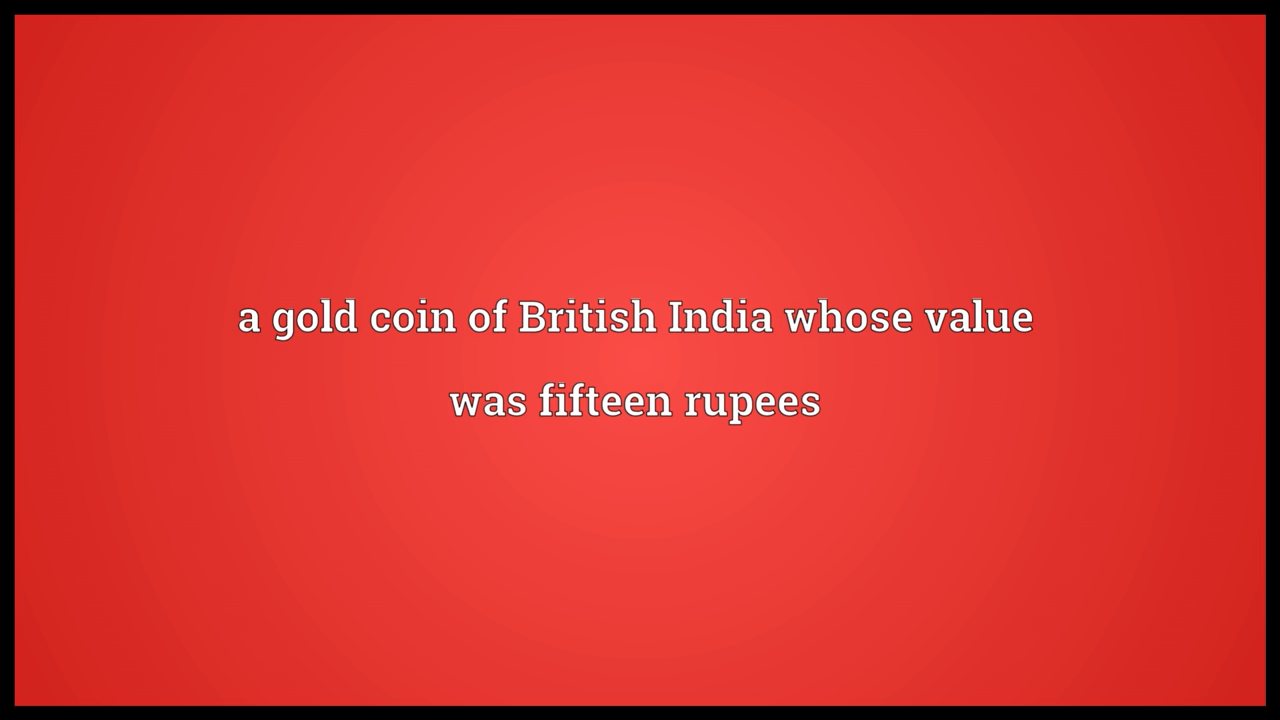 a gold coin of British India whose value
was fifteen rupees